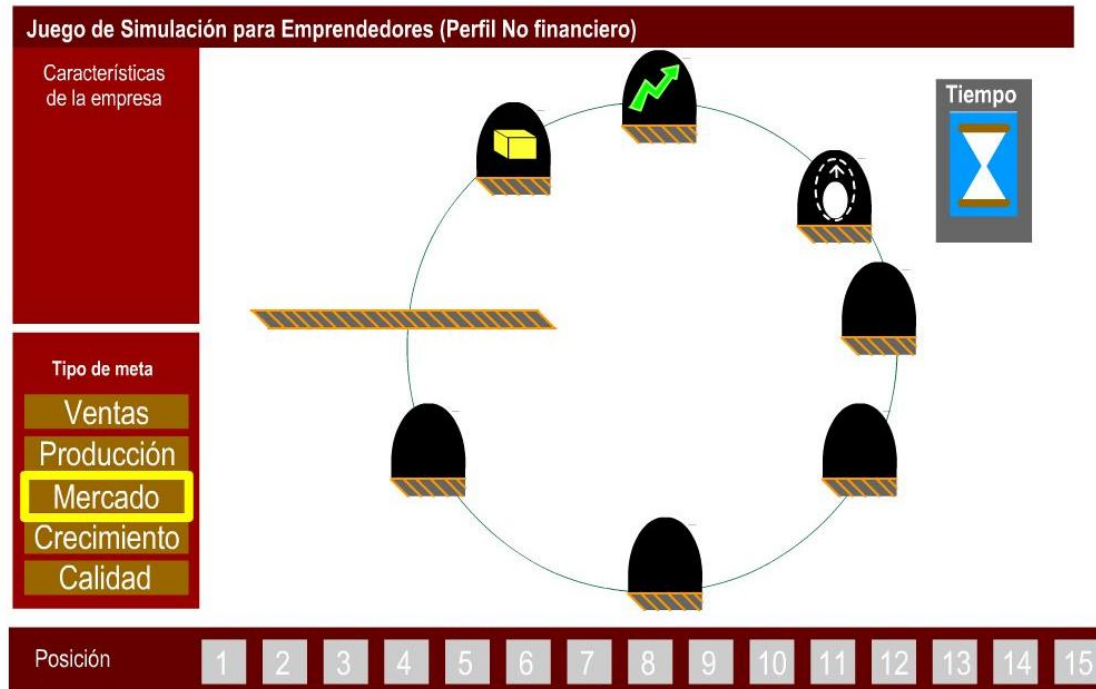 Juego de Simulación para Emprendedores (Perfil No financiero)
Características
de la empresa
Tiempo
Tipo de meta
Ventas
Producción
Mercado
Crecimiento
Calidad
Posición 1 2 3 4 5 6 7 8 9 10 11 12 13 14 15